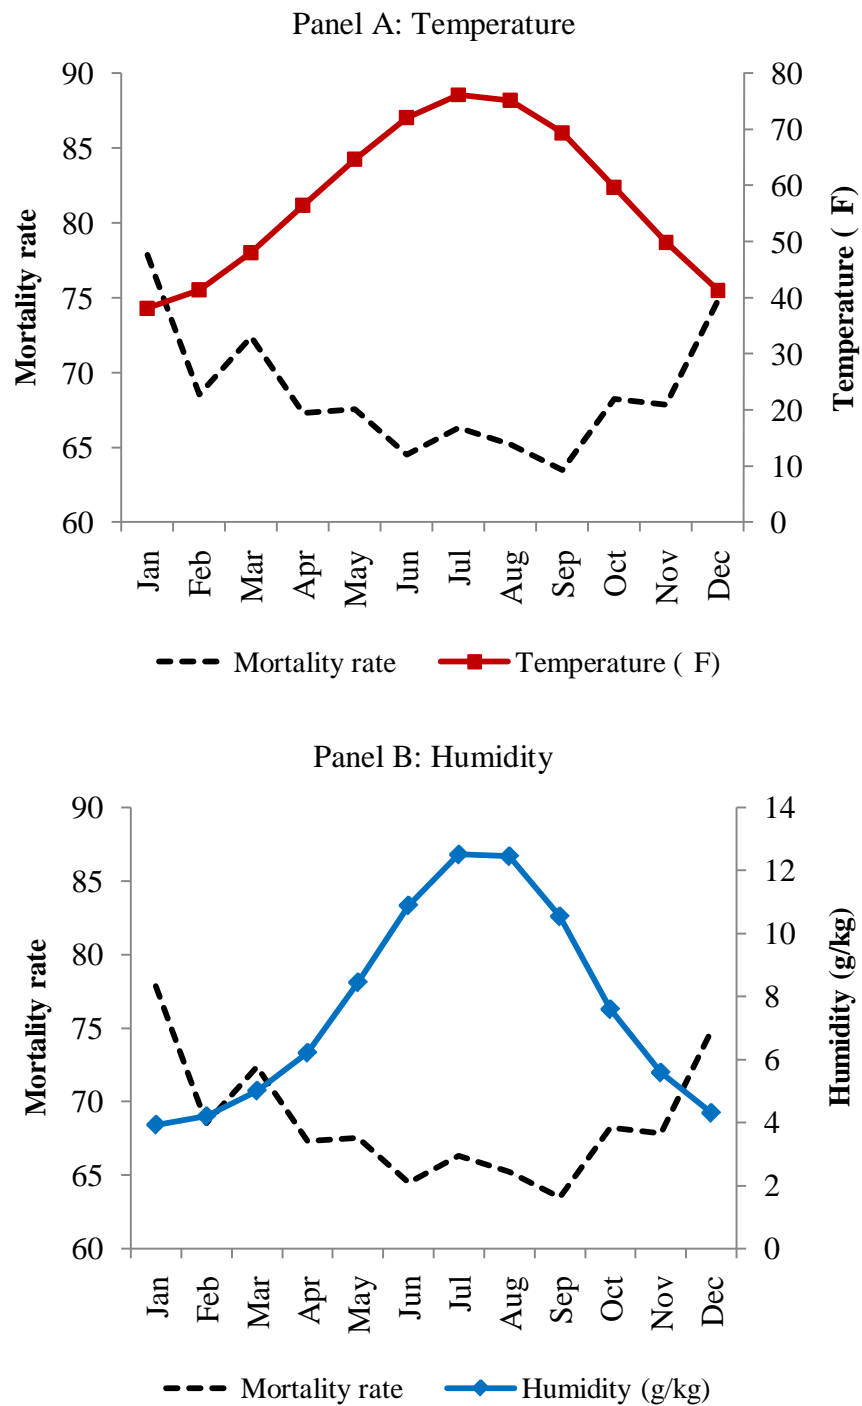 Panel A: Temperature
90
85
80
75
70
65
60
Mortality rate
80
70
60
50
40
30
20
10
0
Temperature ( F)
Jan
Feb
Mar
Apr
May
Jun
Jul
Aug
Sep
Oct
Nov
Dec
Mortality rate
Temperature ( F)
Panel B: Humidity
90
85
80
75
70
65
60
Mortality rate
14
12
10
8
6
4
2
0
Humidity (g/kg)
Jan
Feb
Mar
Apr
May
Jun
Jul
Aug
Sep
Oct
Nov
Dec
Mortality rate
Humidity (g/kg)